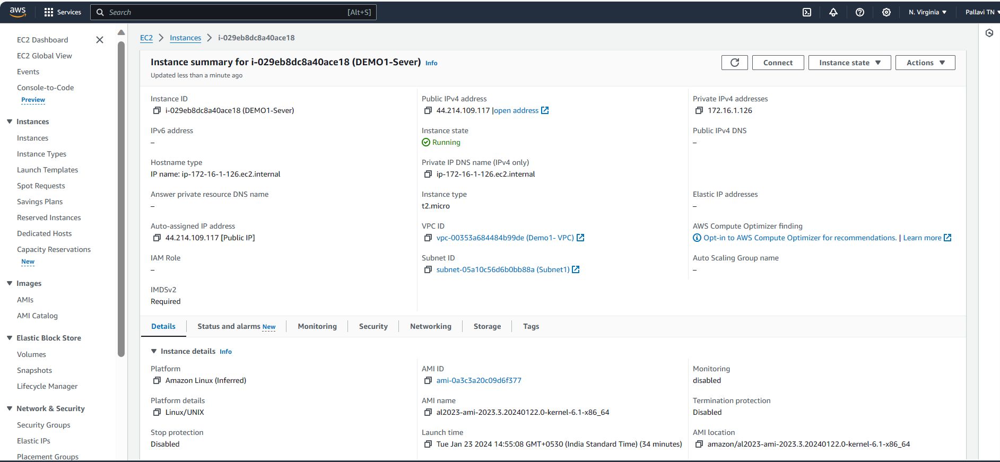 aws Services Search [Alt+S] N. Virginia Pallavi TN
EC2 Dashboard
EC2 Global View
Events
Console-to-Code
Preview
Instances
Instances
Instance Types
Launch Templates
Spot Requests
Savings Plans
Reserved Instances
Dedicated Hosts
Capacity Reservations
New
Images
AMIs
AMI Catalog
Elastic Block Store
Volumes
Snapshots
Lifecycle Manager
Network & Security
Security Groups
Elastic IPs
Placement Groups
EC2 > Instances > i-029eb8dc8a40ace18
Instance summary for i-029eb8dc8a40ace18 (DEMO1-Sever) Info
Updated less than a minute ago
Connect Instance state Actions
Instance ID
i-029eb8dc8a40ace18 (DEMO1-Sever)
Public IPv4 address
44.214.109.117 |open address
Private IPv4 addresses
172.16.1.126
IPv6 address
–
Instance state
Running
Public IPv4 DNS
–
Hostname type
IP name: ip-172-16-1-126.ec2.internal
Private IP DNS name (IPv4 only)
ip-172-16-1-126.ec2.internal
Answer private resource DNS name
–
Instance type
t2.micro
Elastic IP addresses
–
Auto-assigned IP address
44.214.109.117 [Public IP]
VPC ID
vpc-00353a684484b99de (Demo1- VPC)
AWS Compute Optimizer finding
Opt-in to AWS Compute Optimizer for recommendations. | Learn more
IAM Role
–
Subnet ID
subnet-05a10c56d6b0bb88a (Subnet1)
Auto Scaling Group name
–
IMDSv2
Required
Details Status and alarms New Monitoring Security Networking Storage Tags
Instance details Info
Platform
Amazon Linux (Inferred)
AMI ID
ami-0a3c3a20c09d6f377
Monitoring
disabled
Platform details
Linux/UNIX
AMI name
al2023-ami-2023.3.20240122.0-kernel-6.1-x86_64
Termination protection
Disabled
Stop protection
Disabled
Launch time
Tue Jan 23 2024 14:55:08 GMT+0530 (India Standard Time) (34 minutes)
AMI location
amazon/al2023-ami-2023.3.20240122.0-kernel-6.1-x86_64